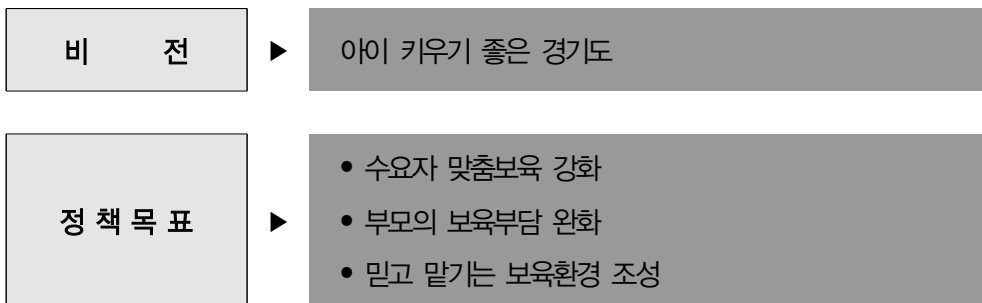 비 전 ▶ 아이 키우기 좋은 경기도
정책목표 ▶
• 수요자 맞춤보육 강화
• 부모의 보육부담 완화
• 믿고 맡기는 보육환경 조성